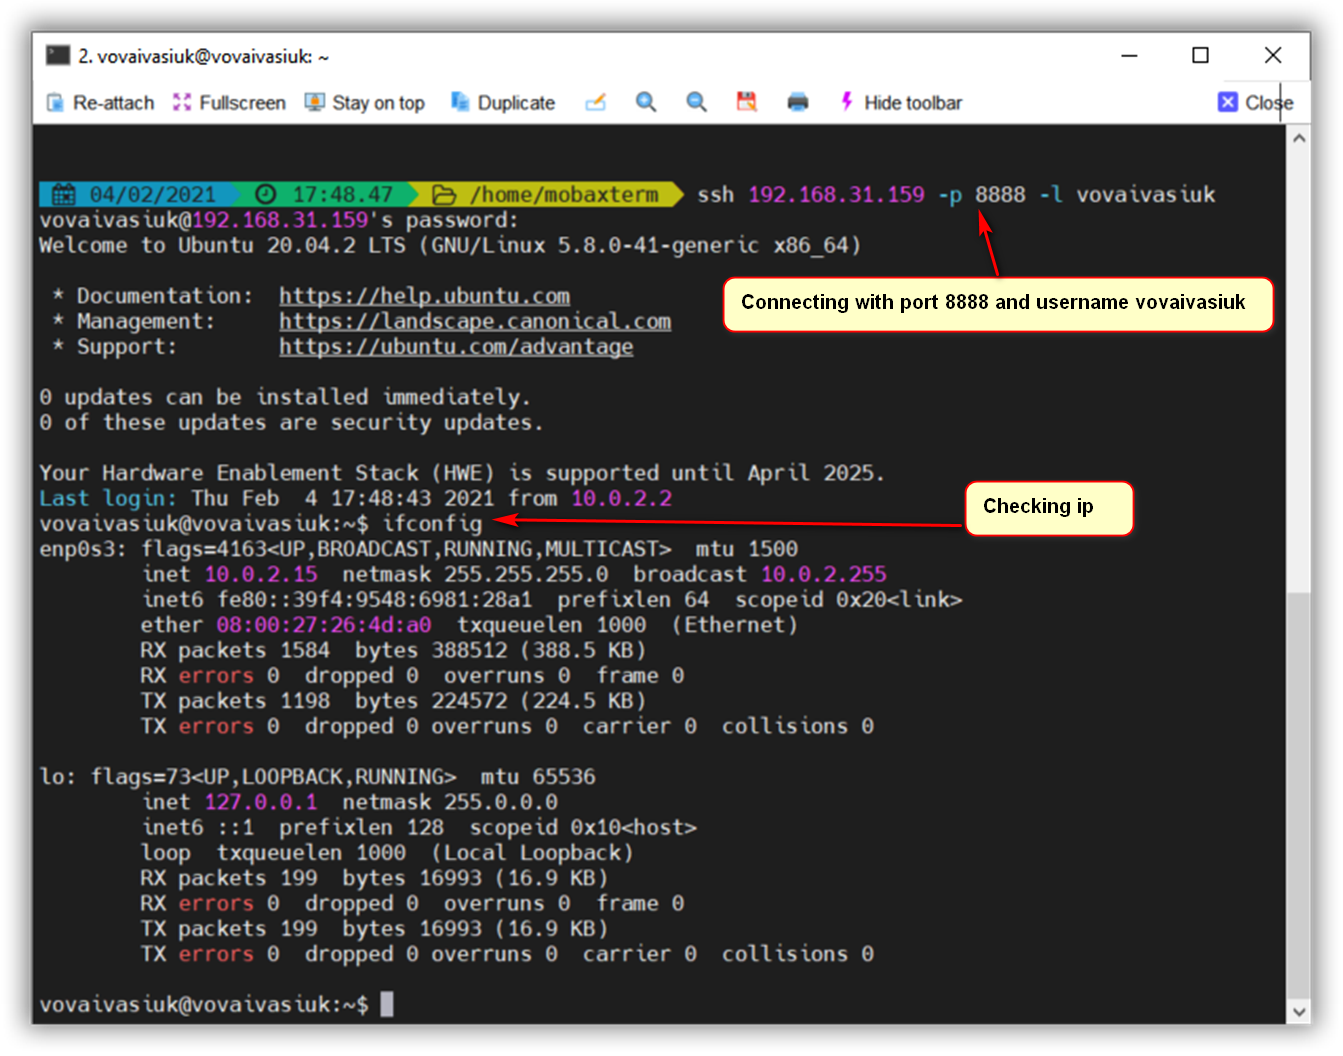 2. vovaivasiuk@vovaivasiuk: ~
Re-attach Fullscreen Stay on top Duplicate Hide toolbar Close
04/02/2021 17:48.47 /home/mobaxterm ssh 192.168.31.159 -p 8888 -l vovaivasiuk
vovaivasiuk@192.168.31.159's password:
Welcome to Ubuntu 20.04.2 LTS (GNU/Linux 5.8.0-41-generic x86_64)
Connecting with port 8888 and username vovaivasiuk
* Documentation:  https://help.ubuntu.com
* Management:     https://landscape.canonical.com
* Support:        https://ubuntu.com/advantage
0 updates can be installed immediately.
0 of these updates are security updates.
Your Hardware Enablement Stack (HWE) is supported until April 2025.
Last login: Thu Feb  4 17:48:43 2021 from 10.0.2.2
Checking ip
vovaivasiuk@vovaivasiuk:~$ ifconfig
enp0s3: flags=4163<UP,BROADCAST,RUNNING,MULTICAST>  mtu 1500
inet 10.0.2.15  netmask 255.255.255.0  broadcast 10.0.2.255
inet6 fe80::39f4:9548:6981:28a1  prefixlen 64  scopeid 0x20<link>
ether 08:00:27:26:4d:a0  txqueuelen 1000  (Ethernet)
RX packets 1584  bytes 388512 (388.5 KB)
RX errors 0  dropped 0  overruns 0  frame 0
TX packets 1198  bytes 224572 (224.5 KB)
TX errors 0  dropped 0 overruns 0  carrier 0  collisions 0
lo: flags=73<UP,LOOPBACK,RUNNING>  mtu 65536
inet 127.0.0.1  netmask 255.0.0.0
inet6 ::1  prefixlen 128  scopeid 0x10<host>
loop  txqueuelen 1000  (Local Loopback)
RX packets 199  bytes 16993 (16.9 KB)
RX errors 0  dropped 0  overruns 0  frame 0
TX packets 199  bytes 16993 (16.9 KB)
TX errors 0  dropped 0 overruns 0  carrier 0  collisions 0
vovaivasiuk@vovaivasiuk:~$